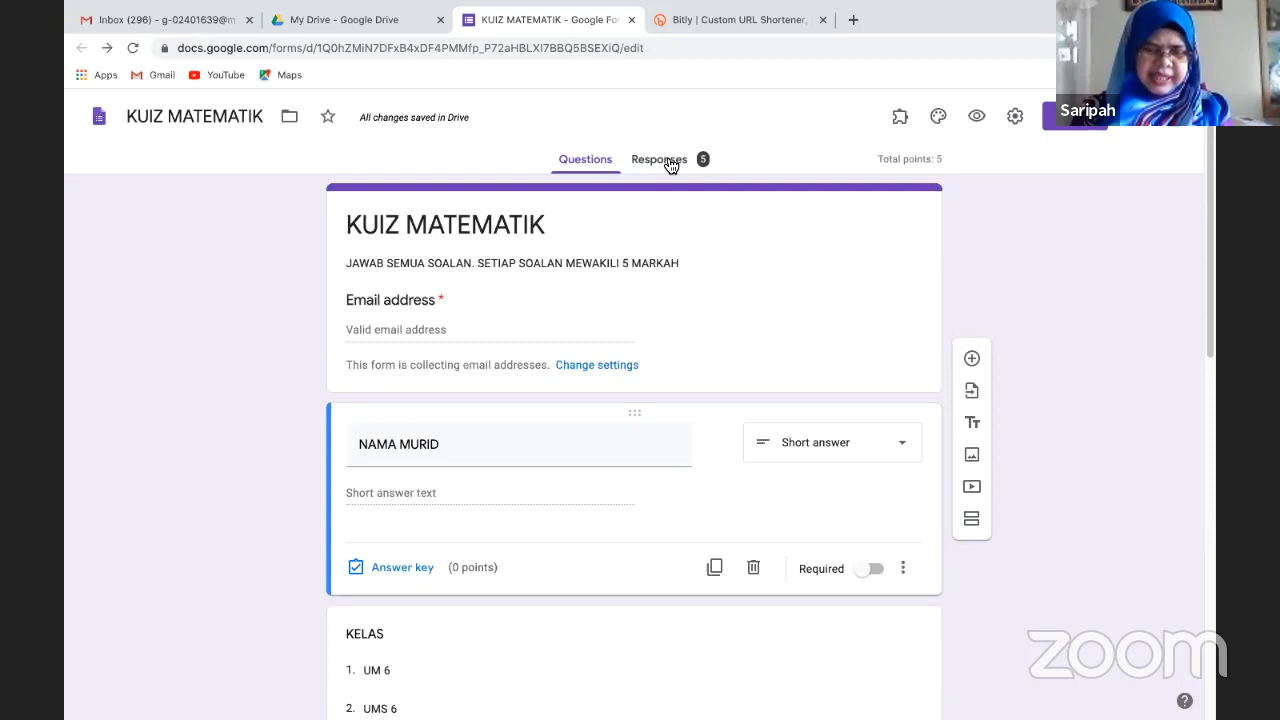 Inbox (296) - g-02401639@m
My Drive - Google Drive
KUIZ MATEMATIK - Google Fo
Bitly | Custom URL Shortener,
docs.google.com/forms/d/1Q0hZMiN7DFxB4xDF4PMMfp_P72aHBLXI7BBQ5BSEXiQ/edit
Apps
Gmail
YouTube
Maps
Saripah
KUIZ MATEMATIK
All changes saved in Drive
Questions
Responses
5
Total points: 5
KUIZ MATEMATIK
JAWAB SEMUA SOALAN. SETIAP SOALAN MEWAKILI 5 MARKAH
Email address *
Valid email address
This form is collecting email addresses. Change settings
NAMA MURID
Short answer
Short answer text
Answer key (0 points)
Required
KELAS
1. UM 6
2. UMS 6
zoom